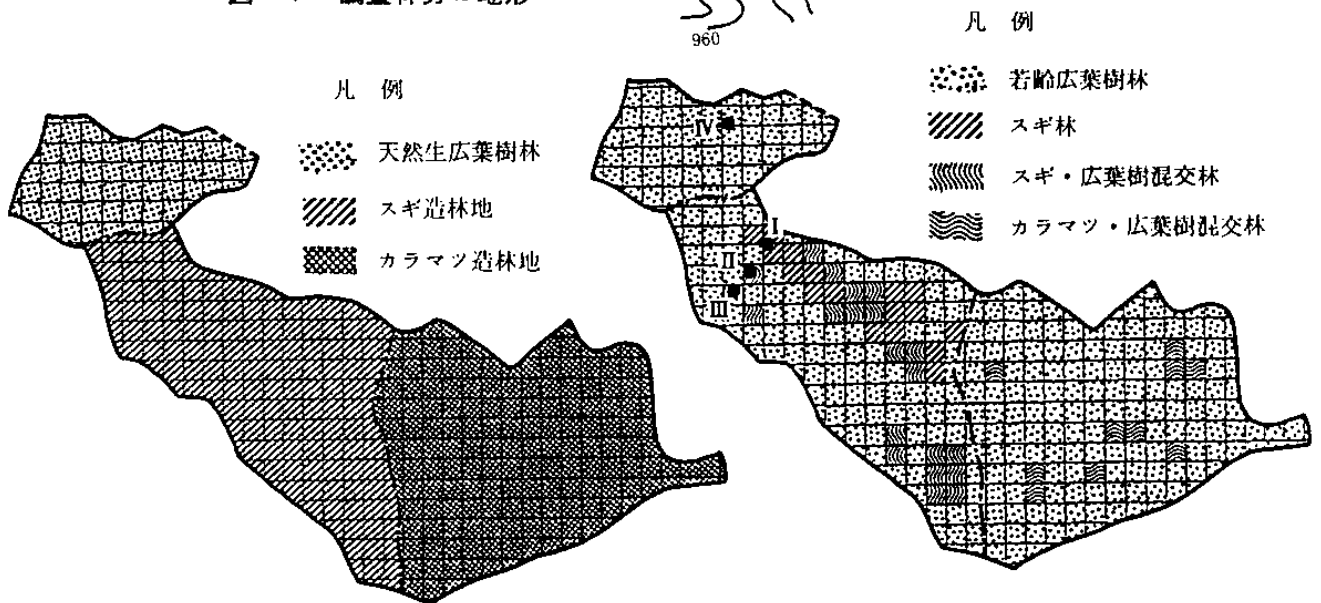 960
凡 例
天然生広葉樹林
スギ造林地
カラマツ造林地
凡 例
若齢広葉樹林
スギ林
スギ・広葉樹混交林
カラマツ・広葉樹混交林
Ⅳ
Ⅰ
Ⅱ
Ⅲ